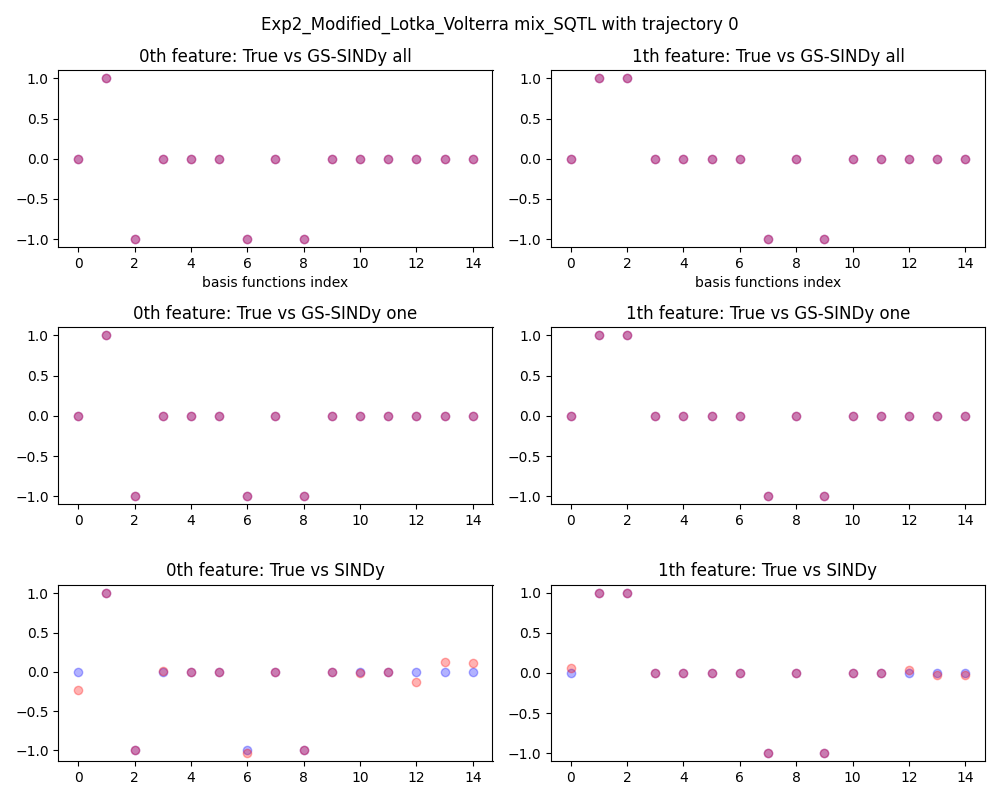 Exp2_Modified_Lotka_Volterra mix_SQTL with trajectory 0
0th feature: True vs GS-SINDy all
1.0
0.5
0.0
−0.5
−1.0
0 2 4 6 8 10 12 14
basis functions index
1th feature: True vs GS-SINDy all
1.0
0.5
0.0
−0.5
−1.0
0 2 4 6 8 10 12 14
basis functions index
0th feature: True vs GS-SINDy one
1.0
0.5
0.0
−0.5
−1.0
0 2 4 6 8 10 12 14
1th feature: True vs GS-SINDy one
1.0
0.5
0.0
−0.5
−1.0
0 2 4 6 8 10 12 14
0th feature: True vs SINDy
1.0
0.5
0.0
−0.5
−1.0
0 2 4 6 8 10 12 14
1th feature: True vs SINDy
1.0
0.5
0.0
−0.5
−1.0
0 2 4 6 8 10 12 14